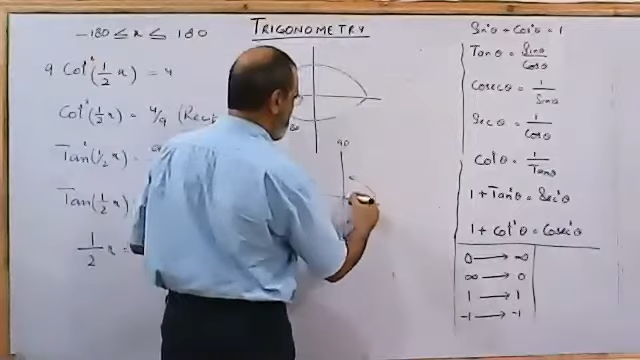 TRIGONOMETRY
-180 ≤ x ≤ 180
9 Cot²(½ x) = 4
Cot²(½ x) = 4/9
Tan²(½ x) =
Tan(½ x)
½ x =
90
Sin²θ + Cos²θ = 1
Tanθ = Sinθ/Cosθ
Cosecθ = 1/Sinθ
Secθ = 1/Cosθ
Cotθ = 1/Tanθ
1 + Tan²θ = Sec²θ
1 + Cot²θ = Cosec²θ
0 → ∞
∞ → 0
1 → 1
-1 → -1